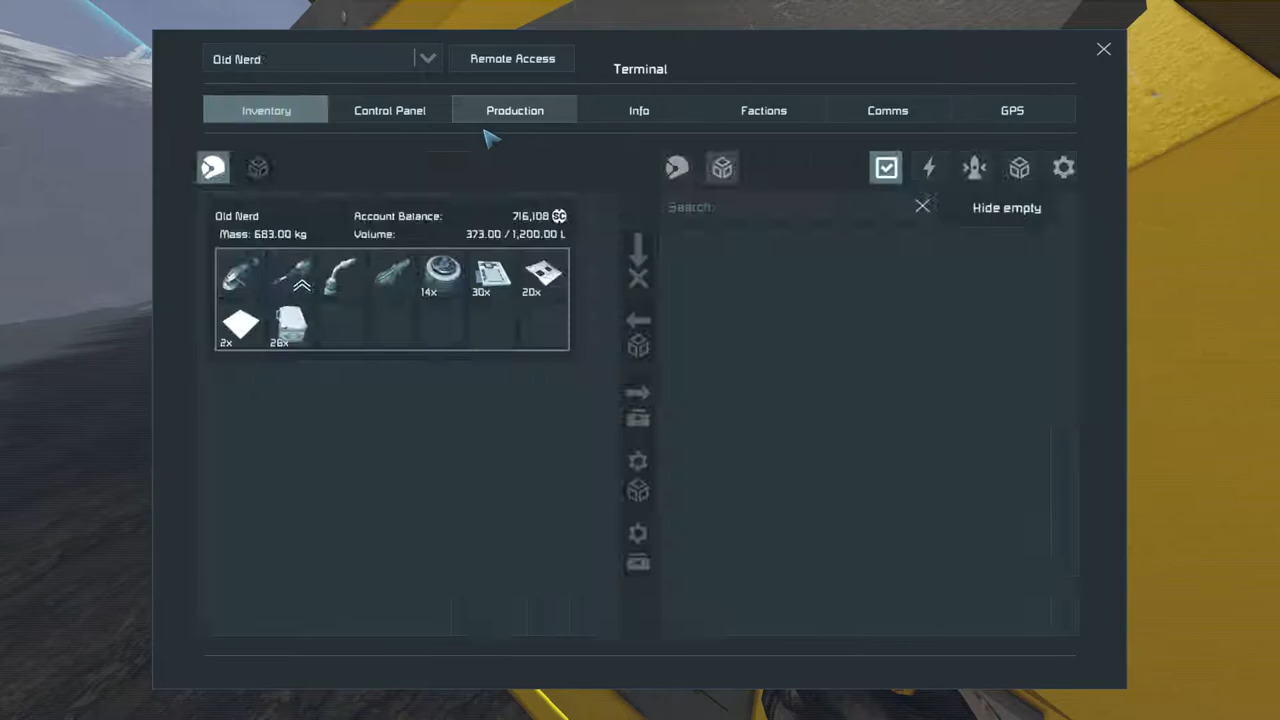 Old Nerd
Remote Access
Terminal
Inventory
Control Panel
Production
Info
Factions
Comms
GPS
Search:
Hide empty
Old Nerd
Account Balance:
716,108 SC
Mass: 683.00 kg
Volume:
373.00 / 1,200.00 L
14x
30x
20x
2x
26x